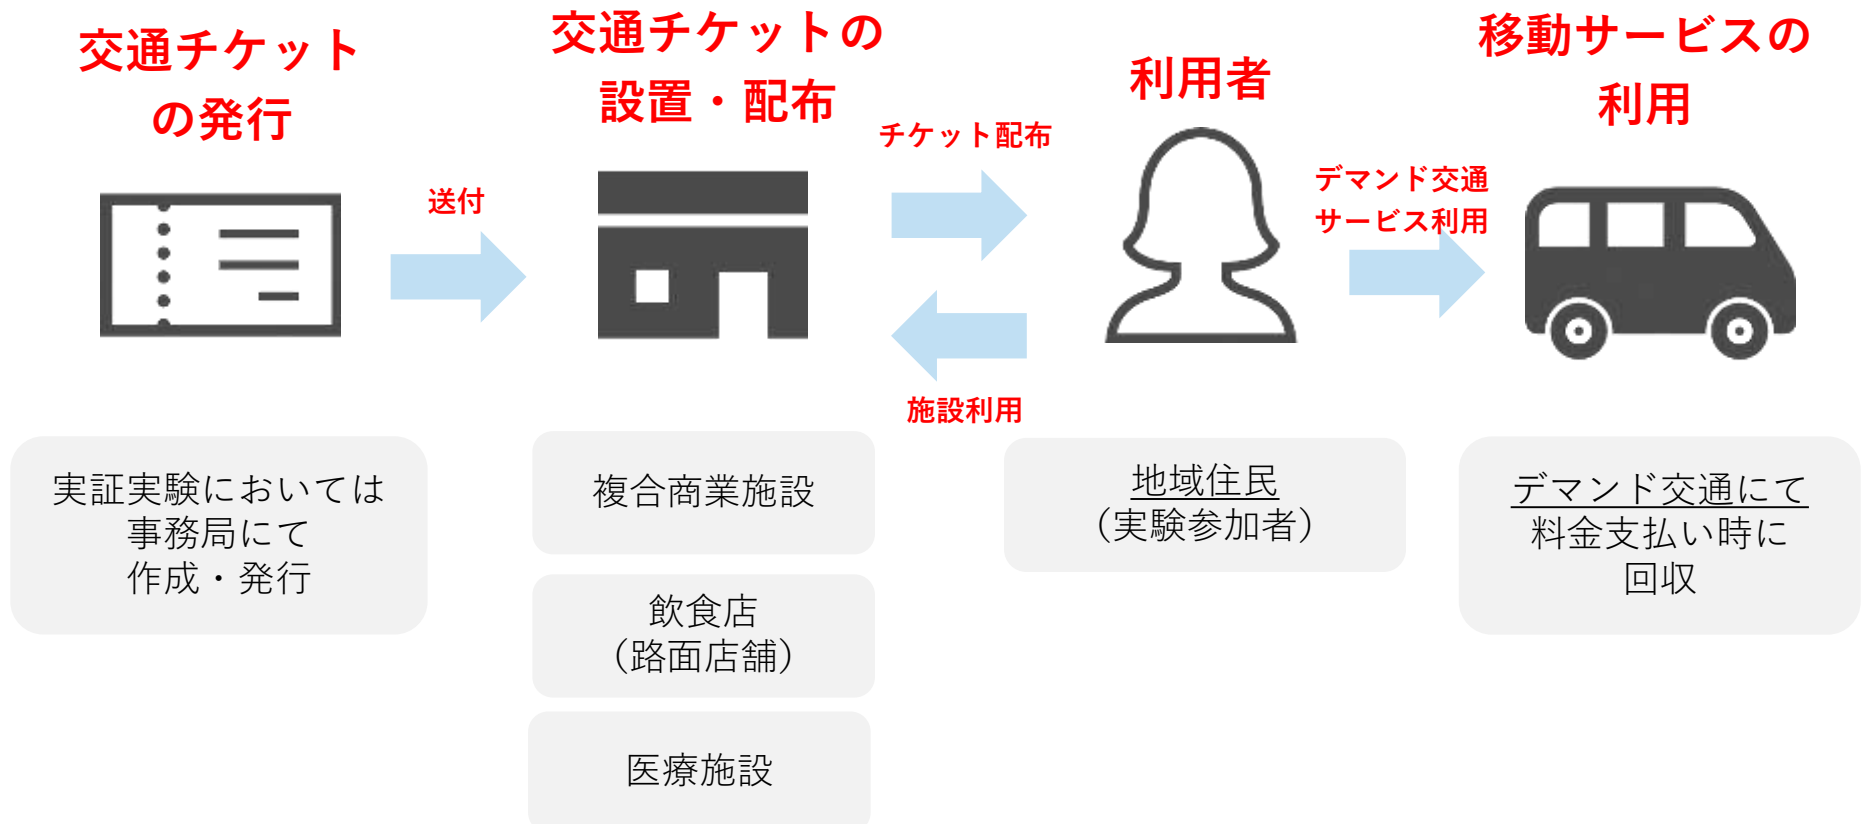 交通チケット
の発行
交通チケットの
設置・配布
利用者
移動サービスの
利用
送付
チケット配布
施設利用
デマンド交通
サービス利用
実証実験においては
事務局にて
作成・発行
複合商業施設
飲食店
（路面店舗）
医療施設
地域住民
（実験参加者）
デマンド交通にて
料金支払い時に
回収